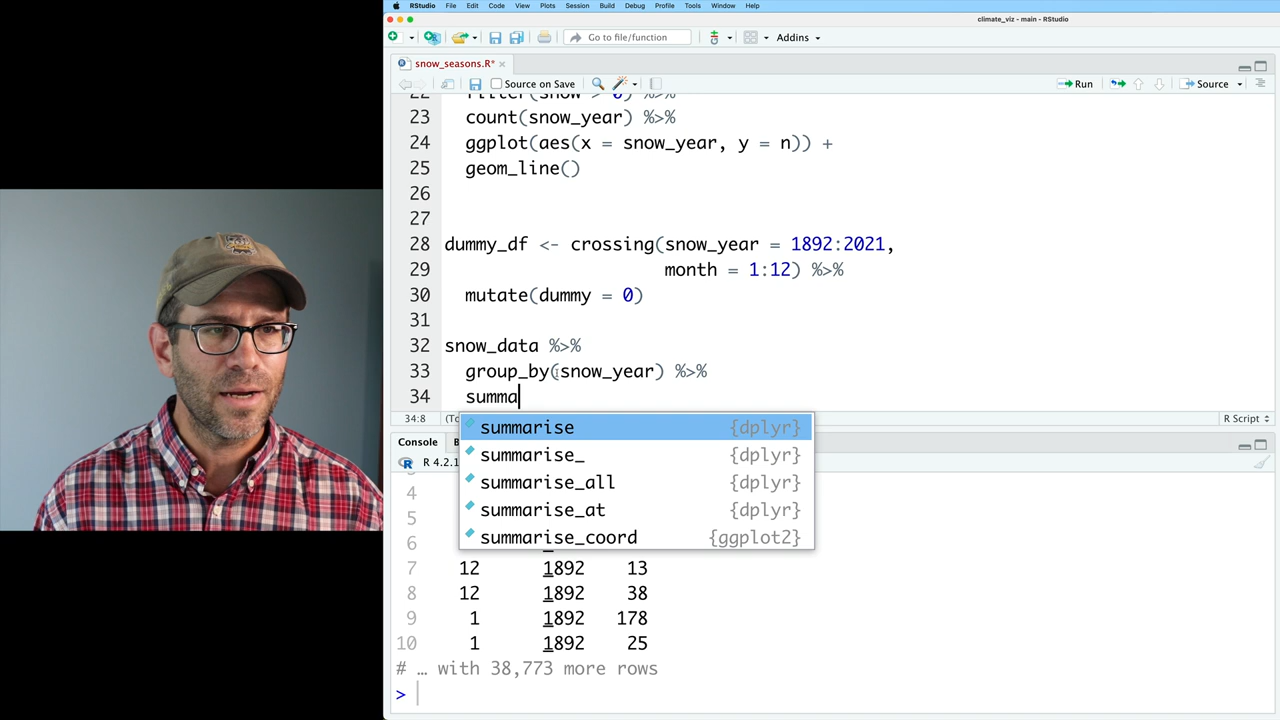 RStudio File Edit Code View Plots Session Build Debug Profile Tools Window Help
climate_viz - main - RStudio
Go to file/function Addins
snow_seasons.R*
Source on Save Run Source
22 filter(snow > 0) %>%
23 count(snow_year) %>%
24 ggplot(aes(x = snow_year, y = n)) +
25 geom_line()
26
27
28 dummy_df <- crossing(snow_year = 1892:2021,
29 month = 1:12) %>%
30 mutate(dummy = 0)
31
32 snow_data %>%
33 group_by(snow_year) %>%
34 summa
34:8 R Script
summarise {dplyr}
summarise_ {dplyr}
summarise_all {dplyr}
summarise_at {dplyr}
summarise_coord {ggplot2}
Console
R 4.2.1
4
5
6
7 12 1892 13
8 12 1892 38
9 1 1892 178
10 1 1892 25
# … with 38,773 more rows
>